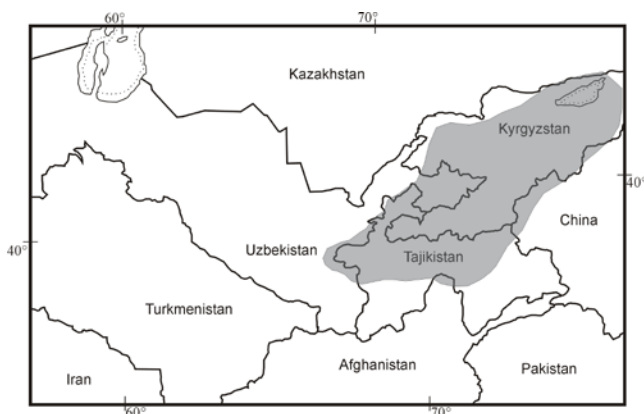 60°
70°
Kazakhstan
Kyrgyzstan
40°
China
40°
Uzbekistan
Tajikistan
Turkmenistan
Afghanistan
Pakistan
Iran
60°
70°